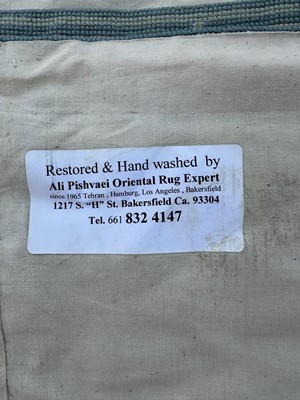 Restored & Hand washed by
Ali Pishvaei Oriental Rug Expert
since 1965 Tehran , Hamburg, Los Angeles , Bakersfield
1217 S. “H” St. Bakersfield Ca. 93304
Tel. 661 832 4147